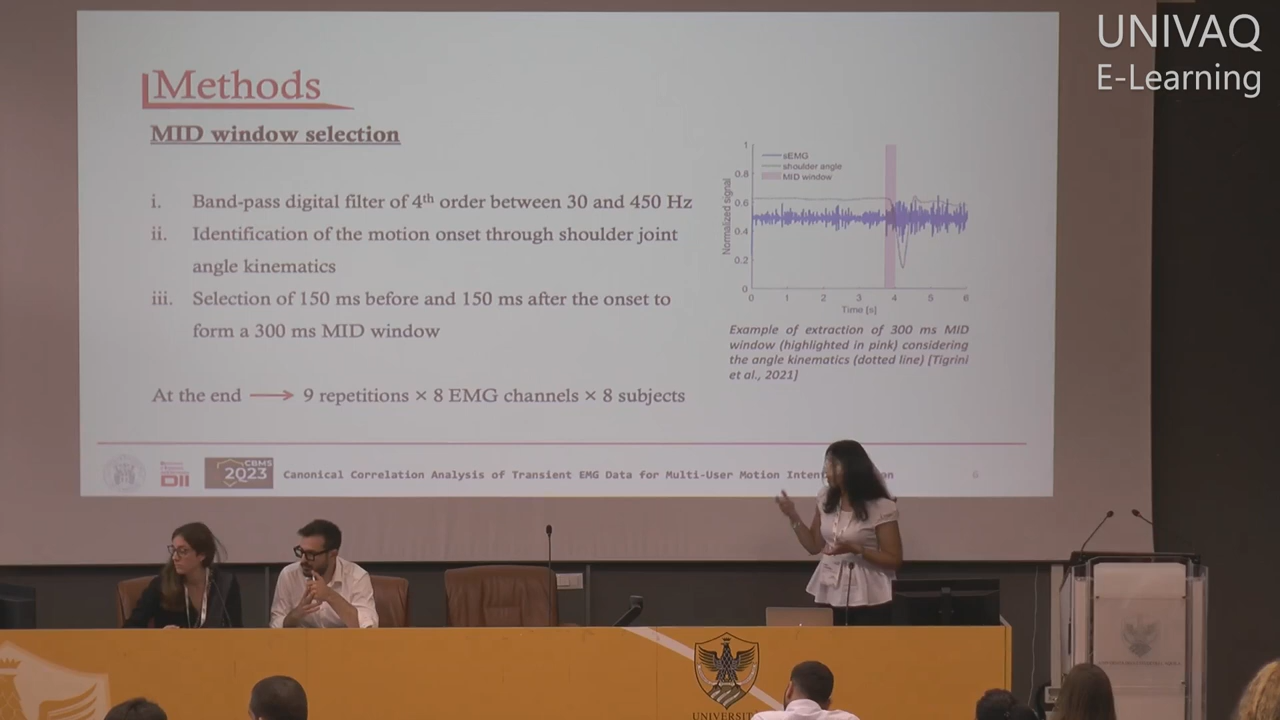 UNIVAQ
E-Learning
Methods
MID window selection
i. Band-pass digital filter of 4th order between 30 and 450 Hz
ii. Identification of the motion onset through shoulder joint
angle kinematics
iii. Selection of 150 ms before and 150 ms after the onset to
form a 300 ms MID window
At the end → 9 repetitions × 8 EMG channels × 8 subjects
1
0.8
0.6
0.4
0.2
0
Normalized signal
sEMG
shoulder angle
MID window
0 1 2 3 4 5 6
Time [s]
Example of extraction of 300 ms MID
window (highlighted in pink) considering
the angle kinematics (dotted line) [Tigrini
et al., 2021]
DII
CBMS
2023
Canonical Correlation Analysis of Transient EMG Data for Multi-User Motion
6
UNIVERSIT